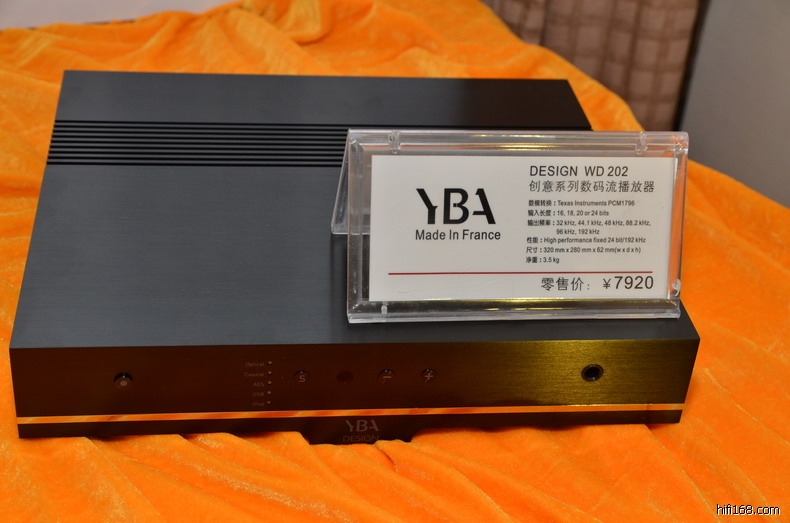 YBA
Made In France
DESIGN WD 202
创意系列数码流播放器
数模转换：Texas Instruments PCM1796
输入长度：16, 18, 20 or 24 bits
输出频率：32 kHz, 44.1 kHz, 48 kHz, 88.2 kHz,
96 kHz, 192 kHz
性能：High performance fixed 24 bit/192 kHz
尺寸：320 mm x 280 mm x 62 mm(w x d x h)
净重：3.5 kg
零售价：￥7920
Optical
Coaxial
AES
USB
iPod
S
−
+
YBA
DESIGN
hifi168.com